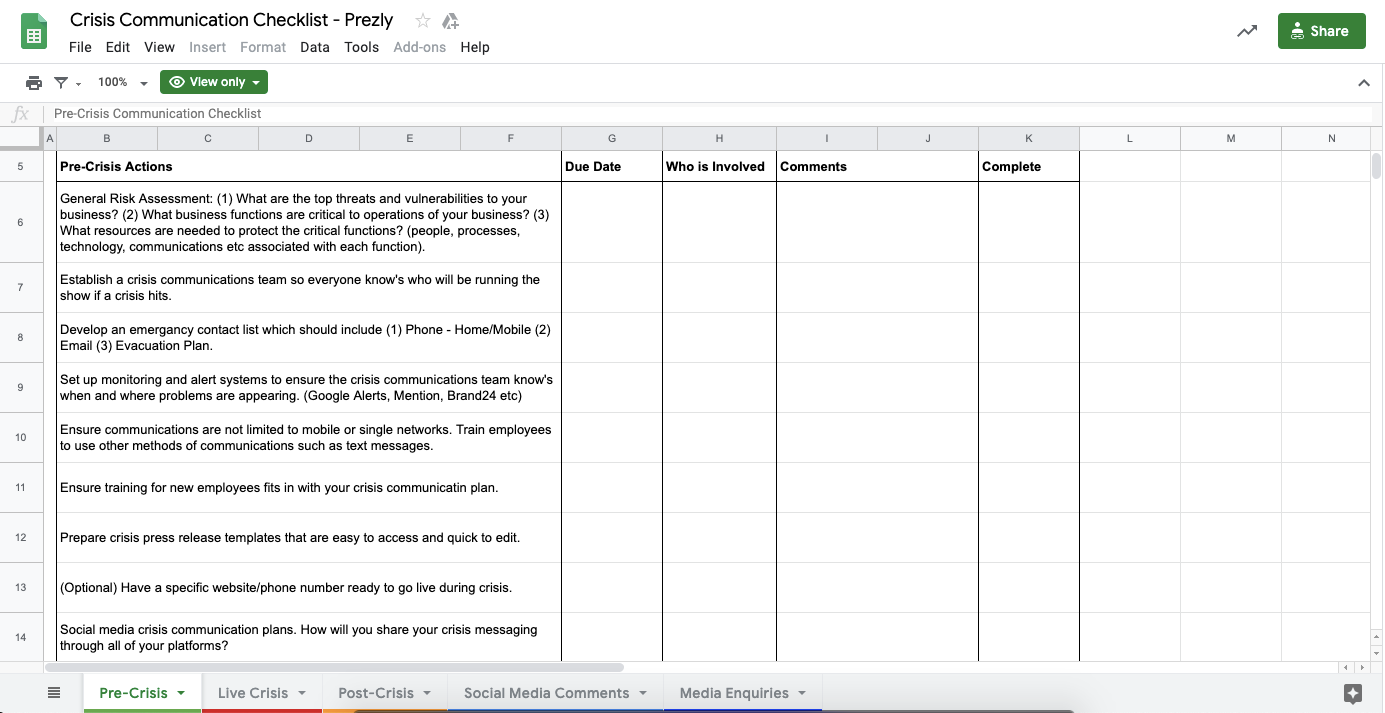 Crisis Communication Checklist - Prezly
File Edit View Insert Format Data Tools Add-ons Help
Share
100% View only
fx Pre-Crisis Communication Checklist
A B C D E F G H I J K L M N
5 Pre-Crisis Actions Due Date Who is Involved Comments Complete
General Risk Assessment: (1) What are the top threats and vulnerabilities to your
business? (2) What business functions are critical to operations of your business? (3)
6
What resources are needed to protect the critical functions? (people, processes,
technology, communications etc associated with each function).
7
Establish a crisis communications team so everyone know's who will be running the
show if a crisis hits.
8
Develop an emergancy contact list which should include (1) Phone - Home/Mobile (2)
Email (3) Evacuation Plan.
9
Set up monitoring and alert systems to ensure the crisis communications team know's
when and where problems are appearing. (Google Alerts, Mention, Brand24 etc)
10
Ensure communications are not limited to mobile or single networks. Train employees
to use other methods of communications such as text messages.
11 Ensure training for new employees fits in with your crisis communicatin plan.
12 Prepare crisis press release templates that are easy to access and quick to edit.
13 (Optional) Have a specific website/phone number ready to go live during crisis.
14
Social media crisis communication plans. How will you share your crisis messaging
through all of your platforms?
Pre-Crisis Live Crisis Post-Crisis Social Media Comments Media Enquiries